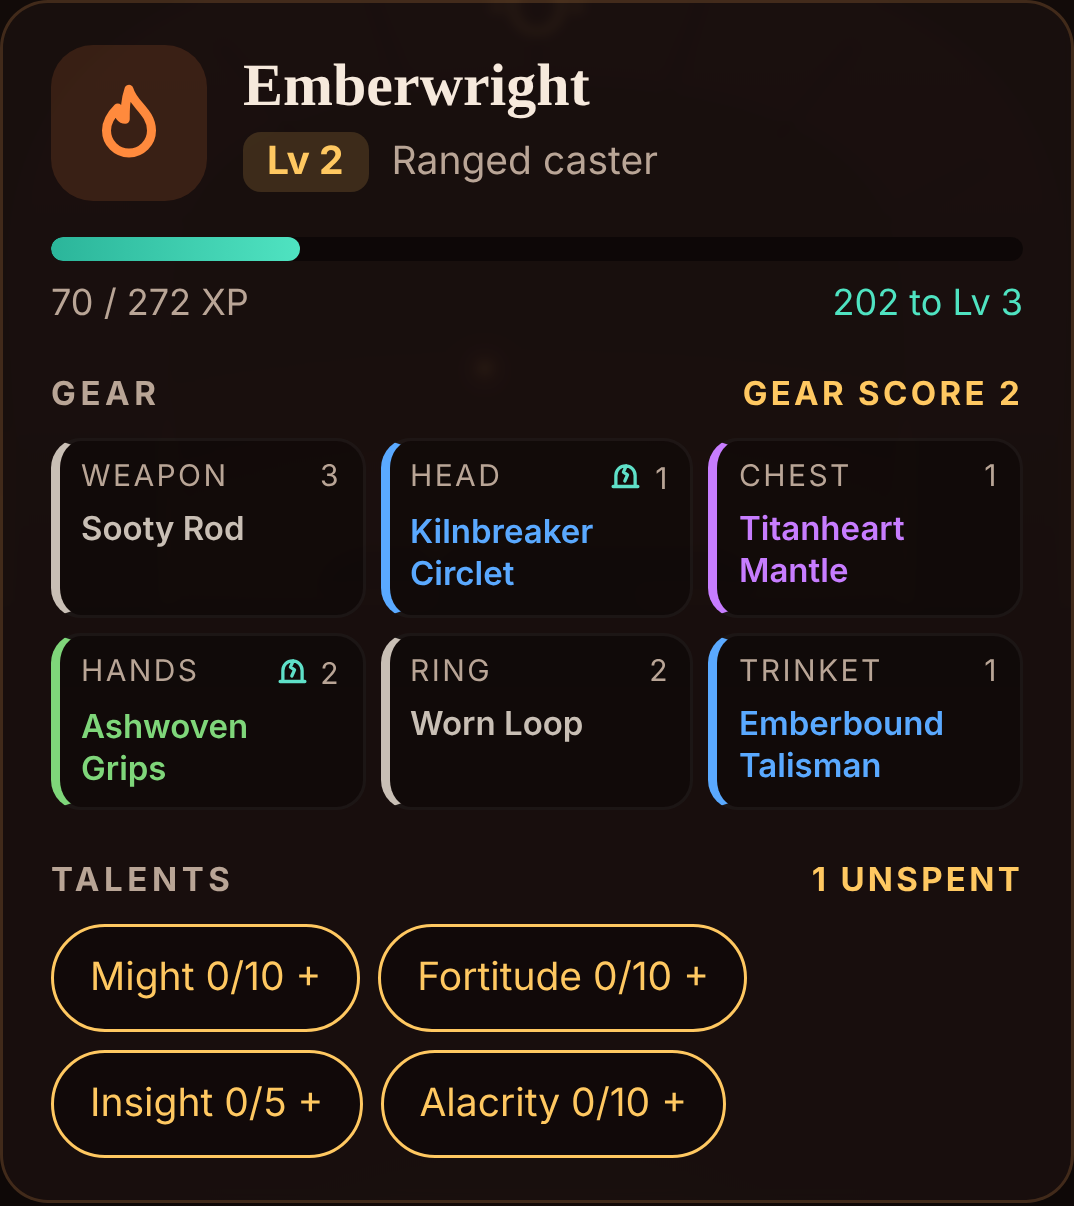 Emberwright
Lv 2 Ranged caster
70 / 272 XP 202 to Lv 3
GEAR GEAR SCORE 2
WEAPON 3 HEAD 1 CHEST 1
Sooty Rod Kilnbreaker Titanheart
Circlet Mantle
HANDS 2 RING 2 TRINKET 1
Ashwoven Worn Loop Emberbound
Grips Talisman
TALENTS 1 UNSPENT
Might 0/10 + Fortitude 0/10 +
Insight 0/5 + Alacrity 0/10 +